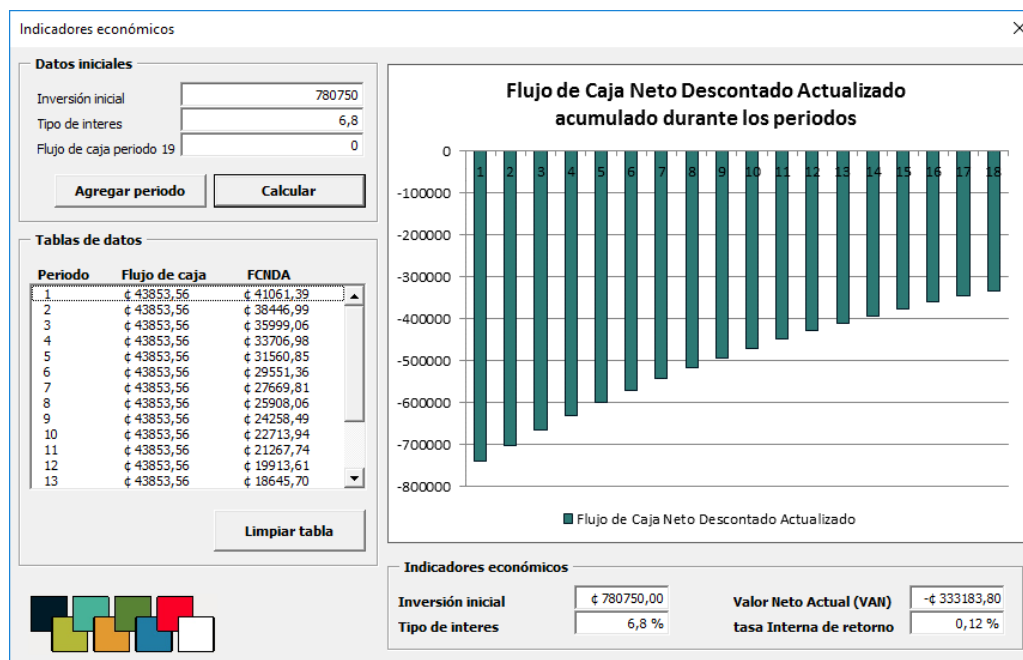 Indicadores económicos
Datos iniciales
Inversión inicial 780750
Tipo de interes 6,8
Flujo de caja periodo 19 0
Agregar periodo Calcular
Tablas de datos
Periodo Flujo de caja FCNDA
1 ¢ 43853,56 ¢ 41061,39
2 ¢ 43853,56 ¢ 38446,99
3 ¢ 43853,56 ¢ 35999,06
4 ¢ 43853,56 ¢ 33706,98
5 ¢ 43853,56 ¢ 31560,85
6 ¢ 43853,56 ¢ 29551,36
7 ¢ 43853,56 ¢ 27669,81
8 ¢ 43853,56 ¢ 25908,06
9 ¢ 43853,56 ¢ 24258,49
10 ¢ 43853,56 ¢ 22713,94
11 ¢ 43853,56 ¢ 21267,74
12 ¢ 43853,56 ¢ 19913,61
13 ¢ 43853,56 ¢ 18645,70
Limpiar tabla
Flujo de Caja Neto Descontado Actualizado
acumulado durante los periodos
0
1 2 3 4 5 6 7 8 9 10 11 12 13 14 15 16 17 18
-100000
-200000
-300000
-400000
-500000
-600000
-700000
-800000
Flujo de Caja Neto Descontado Actualizado
Indicadores económicos
Inversión inicial ¢ 780750,00 Valor Neto Actual (VAN) -¢ 333183,80
Tipo de interes 6,8 % tasa Interna de retorno 0,12 %